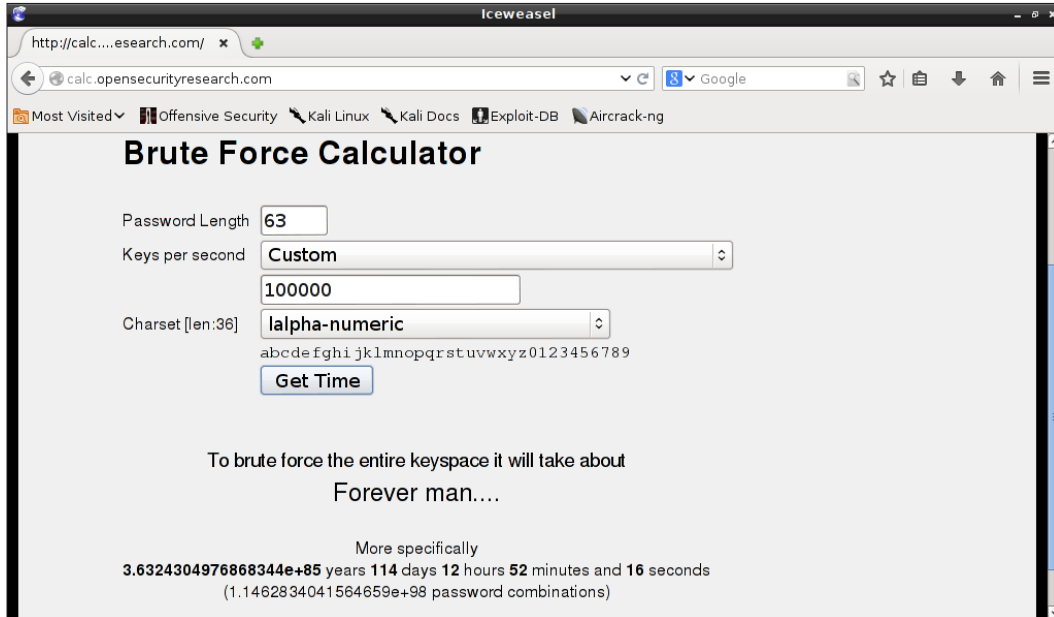 Iceweasel
http://calc....esearch.com/
calc.opensecurityresearch.com
8 Google
Most Visited Offensive Security Kali Linux Kali Docs Exploit-DB Aircrack-ng
Brute Force Calculator
Password Length 63
Keys per second Custom
100000
Charset [len:36] lalpha-numeric
abcdefghijklmnopqrstuvwxyz0123456789
Get Time
To brute force the entire keyspace it will take about
Forever man....
More specifically
3.6324304976868344e+85 years 114 days 12 hours 52 minutes and 16 seconds
(1.1462834041564659e+98 password combinations)